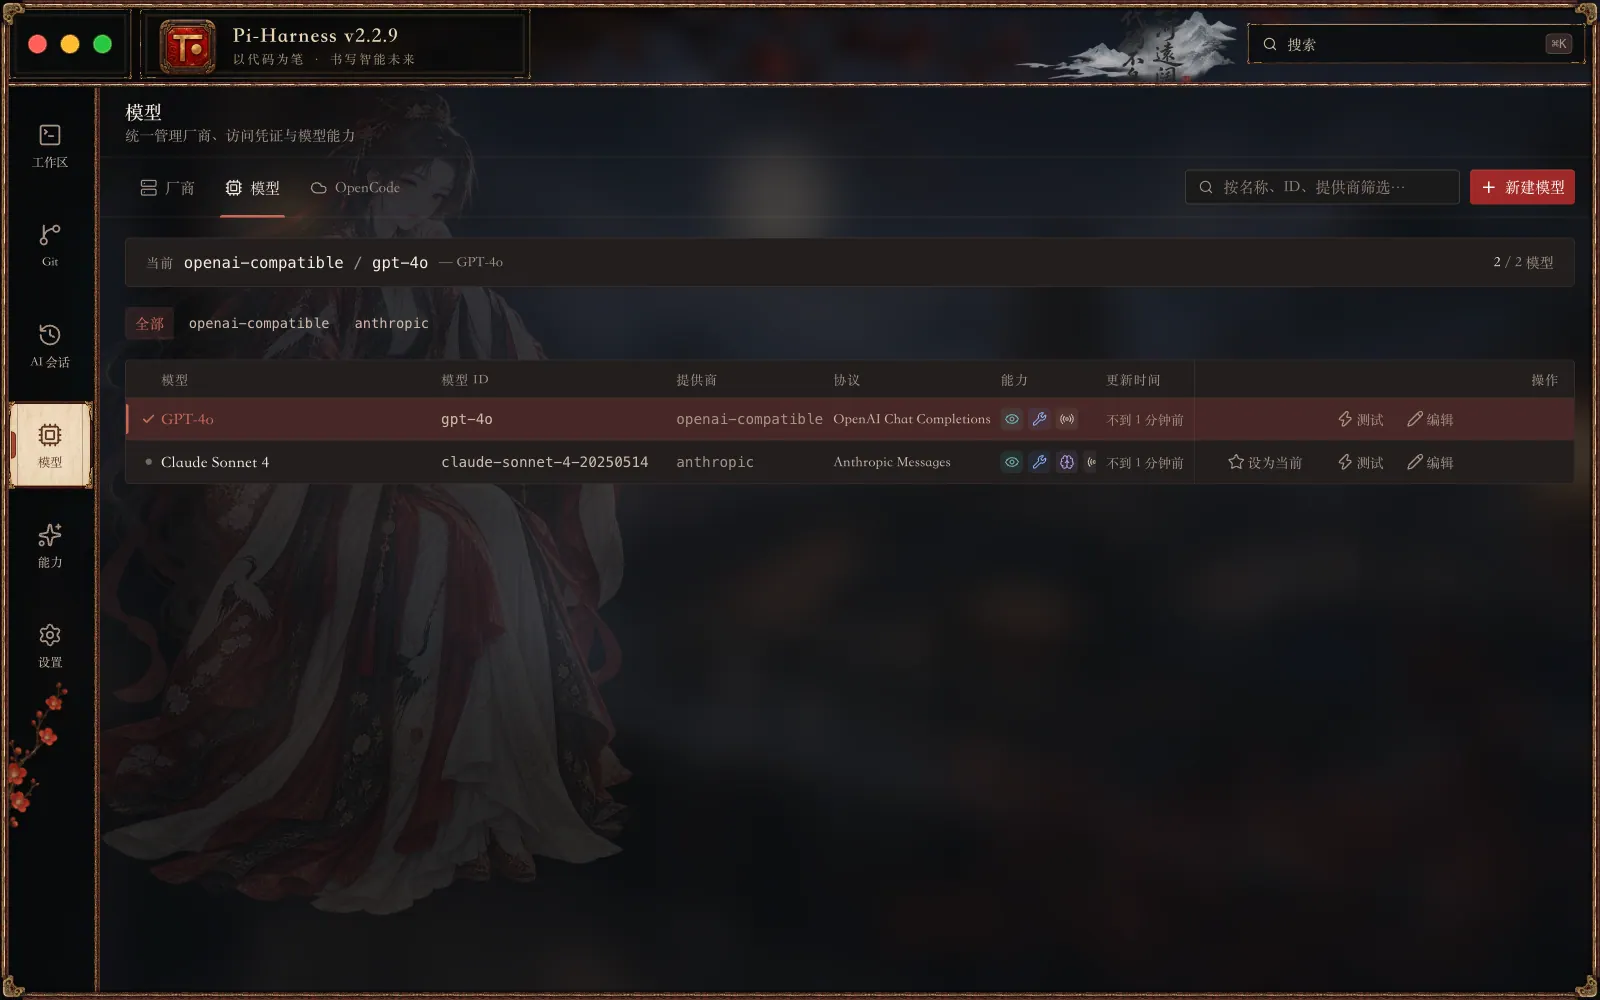 Pi-Harness v2.2.9
以代码为笔 · 书写智能未来
搜索
⌘K
工作区
Git
AI 会话
模型
能力
设置
模型
统一管理厂商、访问凭证与模型能力
厂商
模型
OpenCode
按名称、ID、提供商筛选…
+ 新建模型
当前 openai-compatible / gpt-4o — GPT-4o
2 / 2 模型
全部 openai-compatible anthropic
模型 模型 ID 提供商 协议 能力 更新时间 操作
GPT-4o gpt-4o openai-compatible OpenAI Chat Completions 不到 1 分钟前 测试 编辑
Claude Sonnet 4 claude-sonnet-4-20250514 anthropic Anthropic Messages 不到 1 分钟前 设为当前 测试 编辑